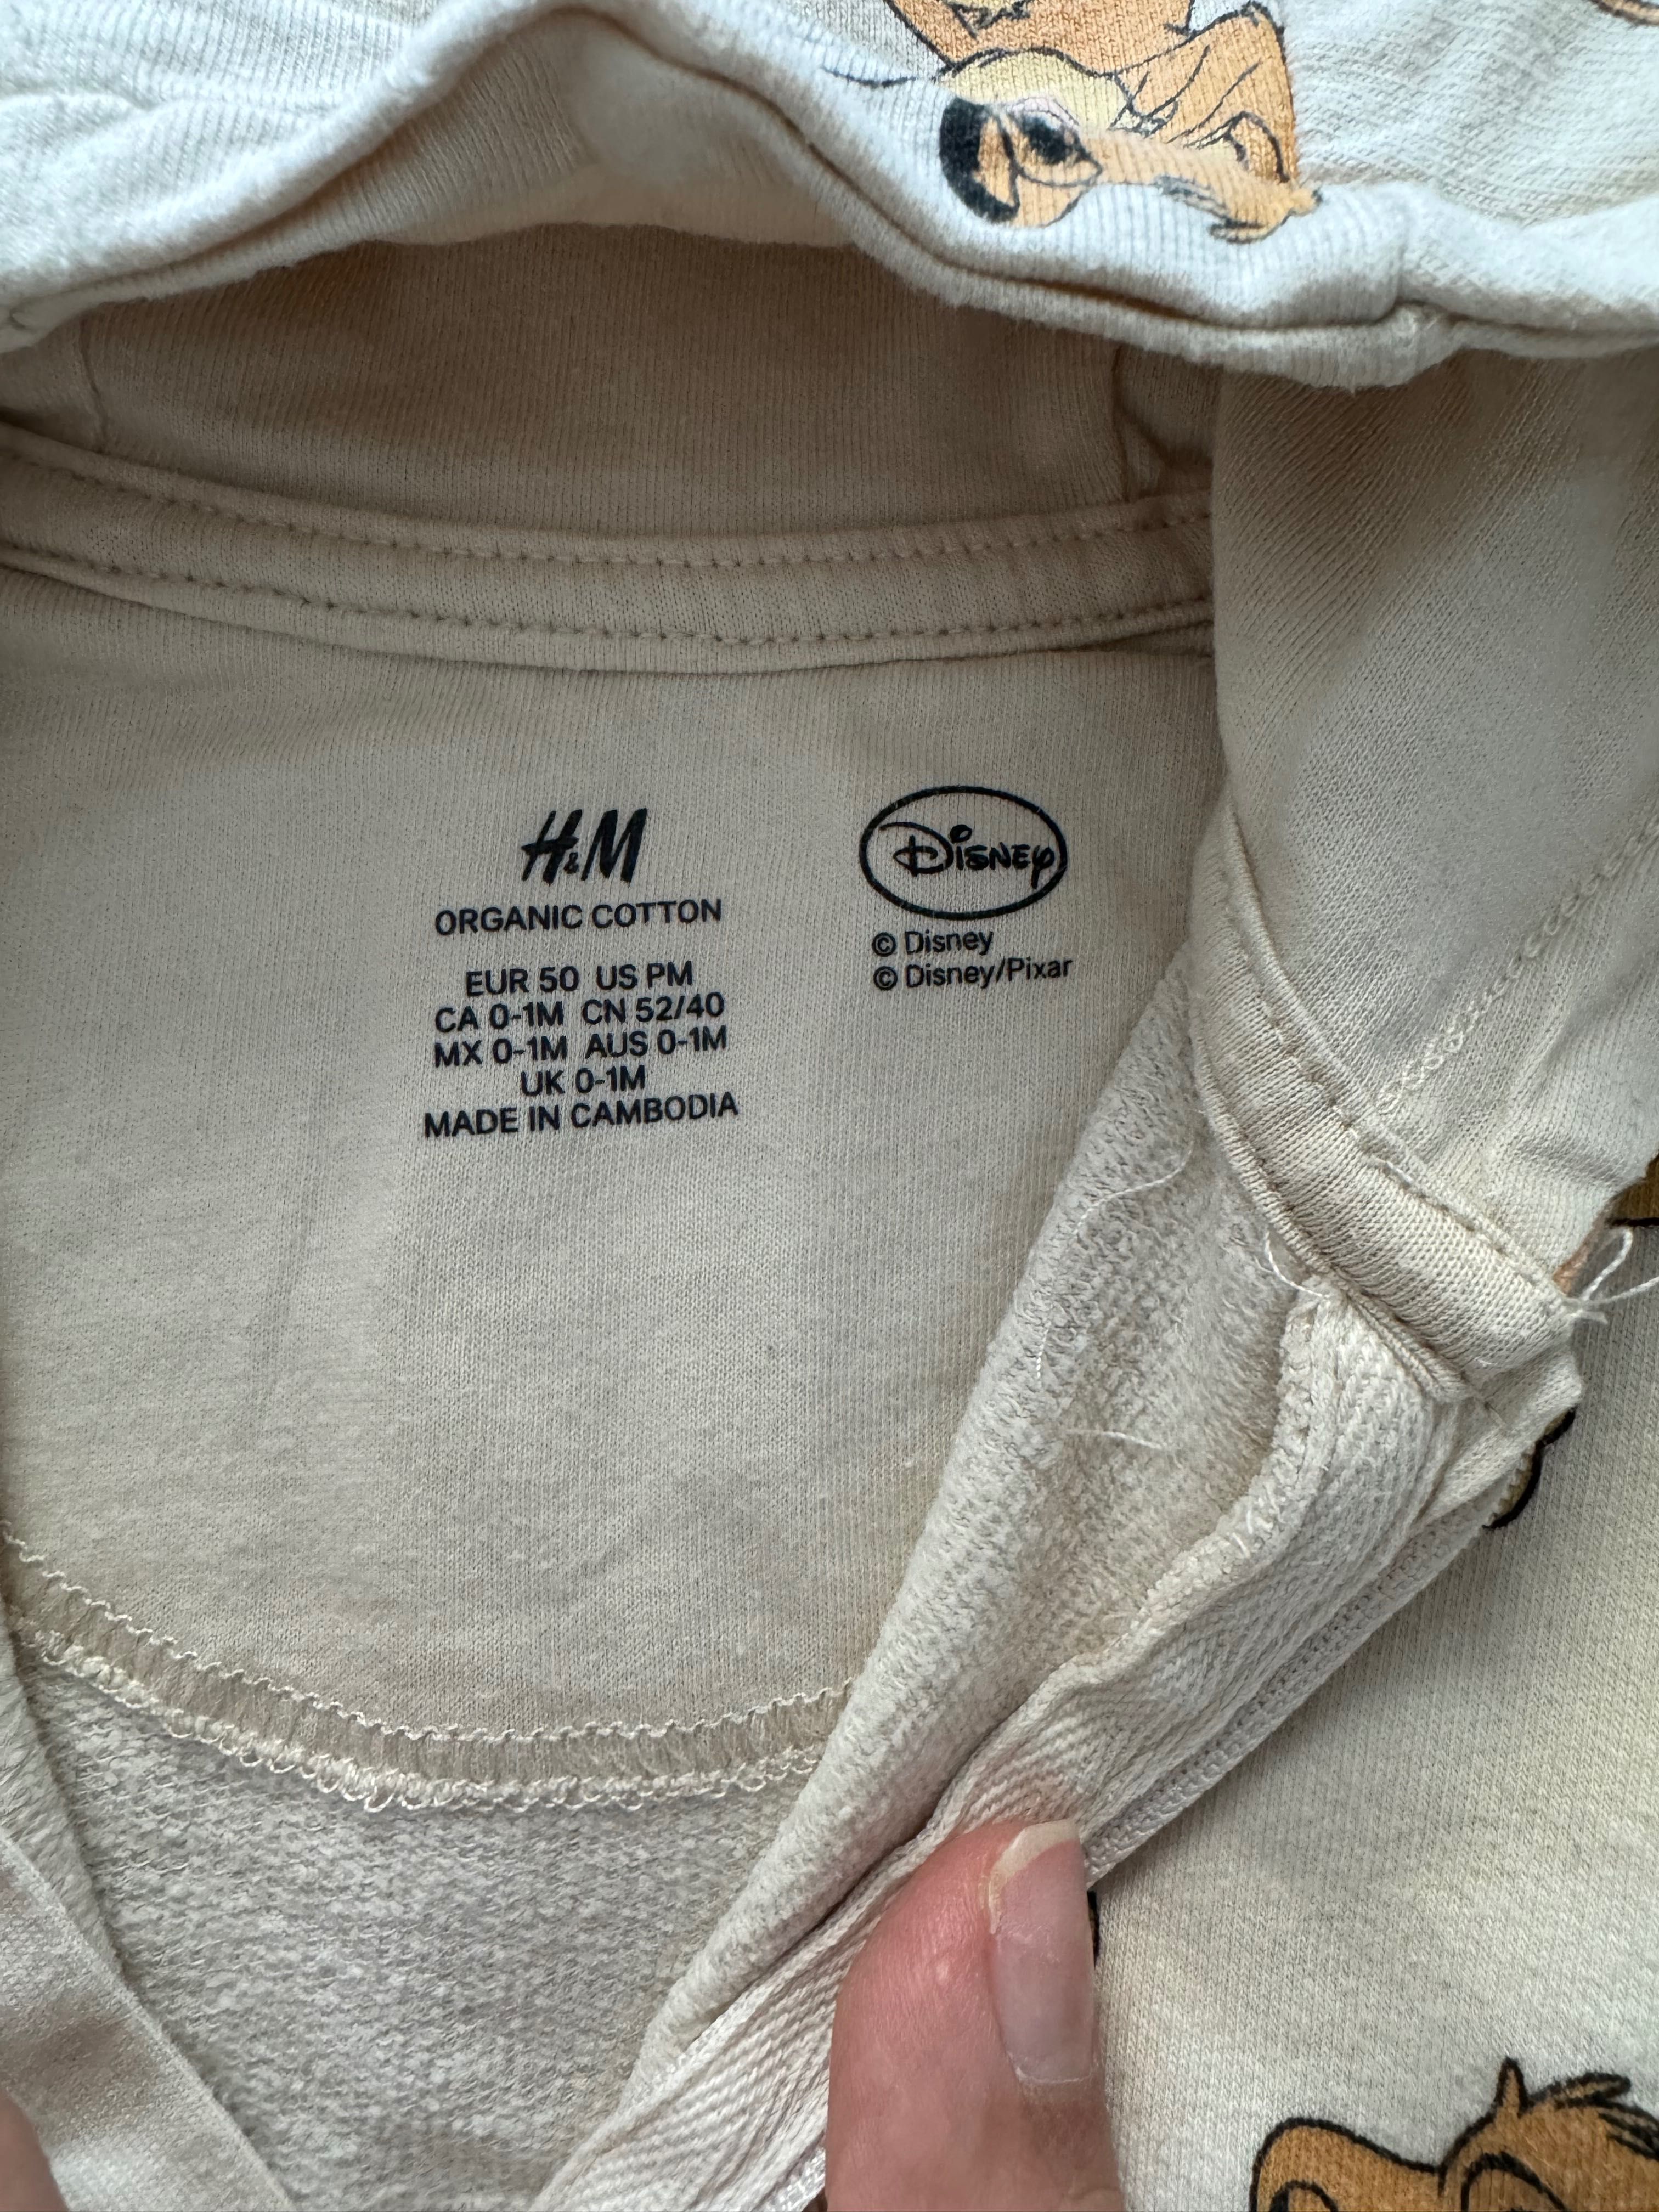 H&M
ORGANIC COTTON
EUR 50 US PM
CA 0-1M CN 52/40
MX 0-1M AUS 0-1M
UK 0-1M
MADE IN CAMBODIA
Disney
© Disney
© Disney/Pixar